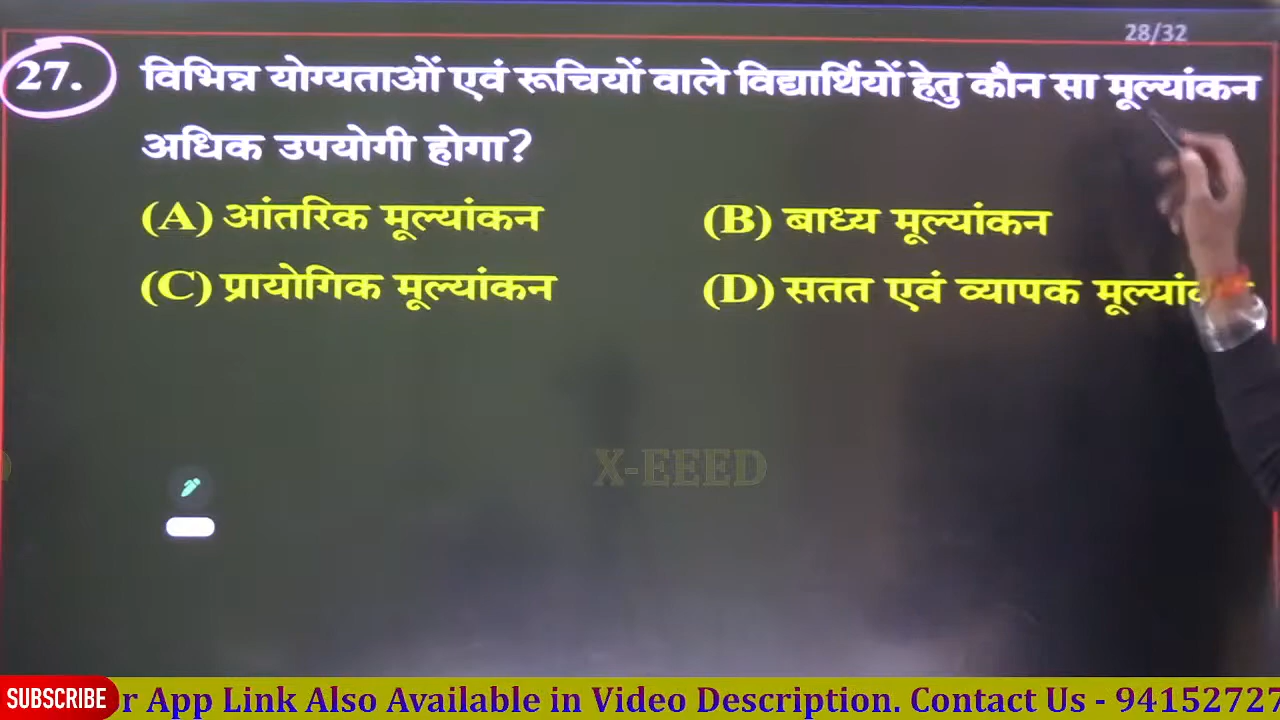 28/32
27. विभिन्न योग्यताओं एवं रूचियों वाले विद्यार्थियों हेतु कौन सा मूल्यांकन
अधिक उपयोगी होगा?
(A) आंतरिक मूल्यांकन (B) बाध्य मूल्यांकन
(C) प्रायोगिक मूल्यांकन (D) सतत एवं व्यापक
X-EEED
SUBSCRIBE r App Link Also Available in Video Description. Contact Us - 94152727